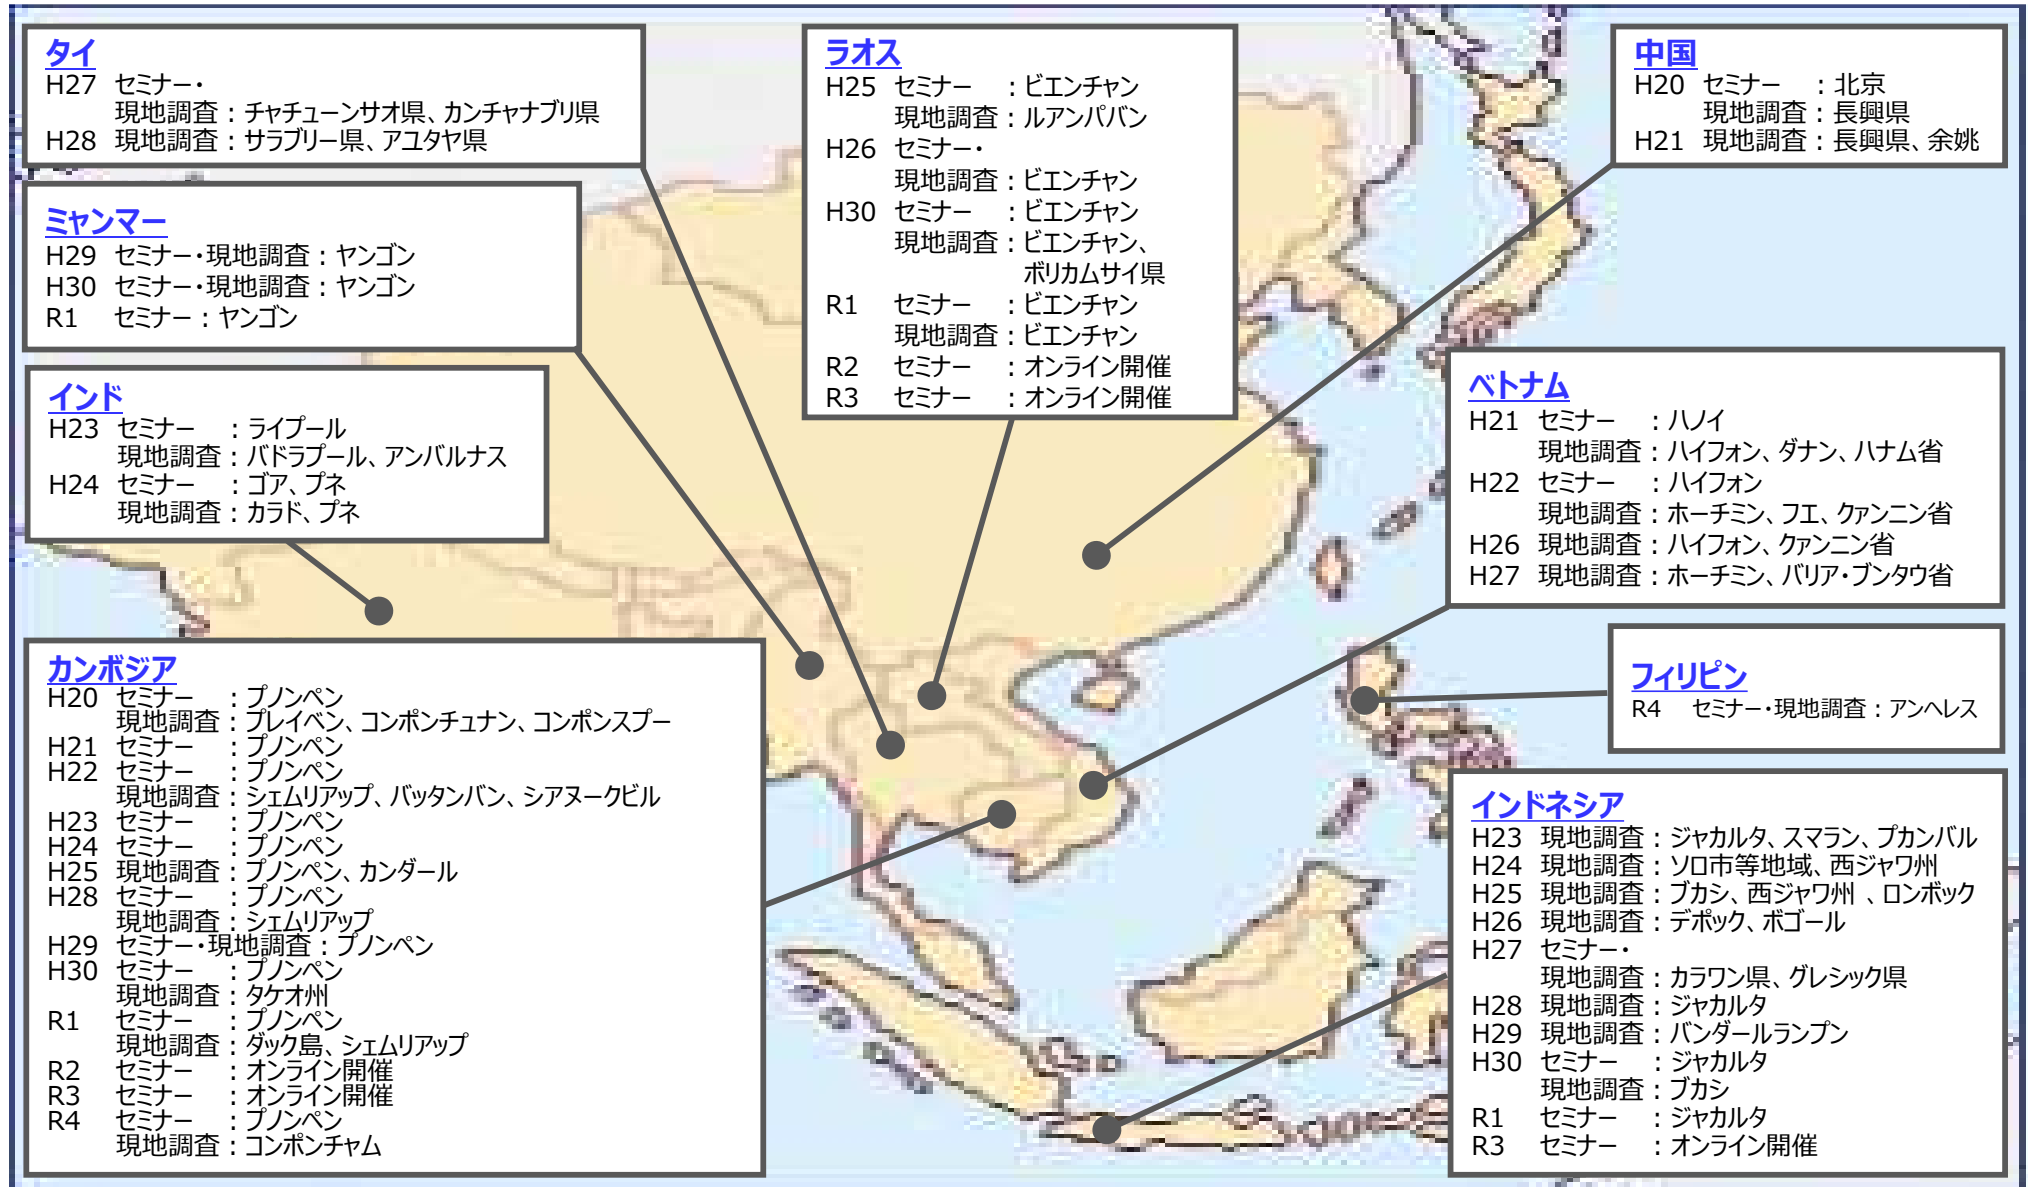 タイ
H27 セミナー・
現地調査：チャチューンサオ県、カンチャナブリ県
H28 現地調査：サラブリー県、アユタヤ県
ミャンマー
H29 セミナー・現地調査：ヤンゴン
H30 セミナー・現地調査：ヤンゴン
R1 セミナー：ヤンゴン
インド
H23 セミナー ：ライプール
現地調査：バドラプール、アンバルナス
H24 セミナー ：ゴア、プネ
現地調査：カラド、プネ
カンボジア
H20 セミナー ：プノンペン
現地調査：プレイベン、コンポンチュナン、コンポンスプー
H21 セミナー ：プノンペン
H22 セミナー ：プノンペン
現地調査：シェムリアップ、バッタンバン、シアヌークビル
H23 セミナー ：プノンペン
H24 セミナー ：プノンペン
H25 現地調査：プノンペン、カンダール
H28 セミナー ：プノンペン
現地調査：シェムリアップ
H29 セミナー・現地調査：プノンペン
H30 セミナー ：プノンペン
現地調査：タケオ州
R1 セミナー ：プノンペン
現地調査：ダック島、シェムリアップ
R2 セミナー ：オンライン開催
R3 セミナー ：オンライン開催
R4 セミナー ：プノンペン
現地調査：コンポンチャム
ラオス
H25 セミナー ：ビエンチャン
現地調査：ルアンパバン
H26 セミナー・
現地調査：ビエンチャン
H30 セミナー ：ビエンチャン
現地調査：ビエンチャン、
ボリカムサイ県
R1 セミナー ：ビエンチャン
現地調査：ビエンチャン
R2 セミナー ：オンライン開催
R3 セミナー ：オンライン開催
中国
H20 セミナー ：北京
現地調査：長興県
H21 現地調査：長興県、余姚
ベトナム
H21 セミナー ：ハノイ
現地調査：ハイフォン、ダナン、ハナム省
H22 セミナー ：ハイフォン
現地調査：ホーチミン、フエ、クァンニン省
H26 現地調査：ハイフォン、クァンニン省
H27 現地調査：ホーチミン、バリア・ブンタウ省
フィリピン
R4 セミナー・現地調査：アンヘレス
インドネシア
H23 現地調査：ジャカルタ、スマラン、プカンバル
H24 現地調査：ソロ市等地域、西ジャワ州
H25 現地調査：ブカシ、西ジャワ州 、ロンボック
H26 現地調査：デポック、ボゴール
H27 セミナー・
現地調査：カラワン県、グレシック県
H28 現地調査：ジャカルタ
H29 現地調査：バンダールランプン
H30 セミナー ：ジャカルタ
現地調査：ブカシ
R1 セミナー ：ジャカルタ
R3 セミナー ：オンライン開催